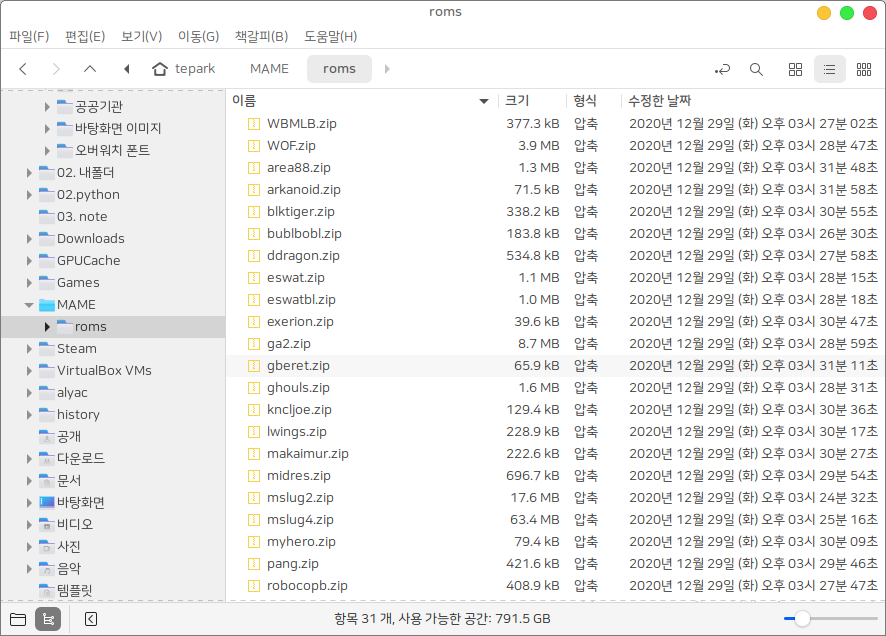 roms
파일(F) 편집(E) 보기(V) 이동(G) 책갈피(B) 도움말(H)
tepark MAME roms
공공기관
바탕화면 이미지
오버워치 폰트
02. 내폴더
02.python
03. note
Downloads
GPUCache
Games
MAME
roms
Steam
VirtualBox VMs
alyac
history
공개
다운로드
문서
바탕화면
비디오
사진
음악
템플릿
이름 크기 형식 수정한 날짜
WBMLB.zip 377.3 kB 압축 2020년 12월 29일 (화) 오후 03시 27분 02초
WOF.zip 3.9 MB 압축 2020년 12월 29일 (화) 오후 03시 28분 47초
area88.zip 1.3 MB 압축 2020년 12월 29일 (화) 오후 03시 31분 48초
arkanoid.zip 71.5 kB 압축 2020년 12월 29일 (화) 오후 03시 31분 58초
blktiger.zip 338.2 kB 압축 2020년 12월 29일 (화) 오후 03시 30분 55초
bublbobl.zip 183.8 kB 압축 2020년 12월 29일 (화) 오후 03시 26분 30초
ddragon.zip 534.8 kB 압축 2020년 12월 29일 (화) 오후 03시 27분 58초
eswat.zip 1.1 MB 압축 2020년 12월 29일 (화) 오후 03시 28분 15초
eswatbl.zip 1.0 MB 압축 2020년 12월 29일 (화) 오후 03시 28분 18초
exerion.zip 39.6 kB 압축 2020년 12월 29일 (화) 오후 03시 30분 47초
ga2.zip 8.7 MB 압축 2020년 12월 29일 (화) 오후 03시 28분 59초
gberet.zip 65.9 kB 압축 2020년 12월 29일 (화) 오후 03시 31분 11초
ghouls.zip 1.6 MB 압축 2020년 12월 29일 (화) 오후 03시 28분 31초
kncljoe.zip 129.4 kB 압축 2020년 12월 29일 (화) 오후 03시 30분 36초
lwings.zip 228.9 kB 압축 2020년 12월 29일 (화) 오후 03시 30분 17초
makaimur.zip 222.6 kB 압축 2020년 12월 29일 (화) 오후 03시 30분 27초
midres.zip 696.7 kB 압축 2020년 12월 29일 (화) 오후 03시 29분 54초
mslug2.zip 17.6 MB 압축 2020년 12월 29일 (화) 오후 03시 24분 32초
mslug4.zip 63.4 MB 압축 2020년 12월 29일 (화) 오후 03시 25분 16초
myhero.zip 79.4 kB 압축 2020년 12월 29일 (화) 오후 03시 30분 09초
pang.zip 421.6 kB 압축 2020년 12월 29일 (화) 오후 03시 29분 46초
robocopb.zip 408.9 kB 압축 2020년 12월 29일 (화) 오후 03시 27분 47초
항목 31 개, 사용 가능한 공간: 791.5 GB